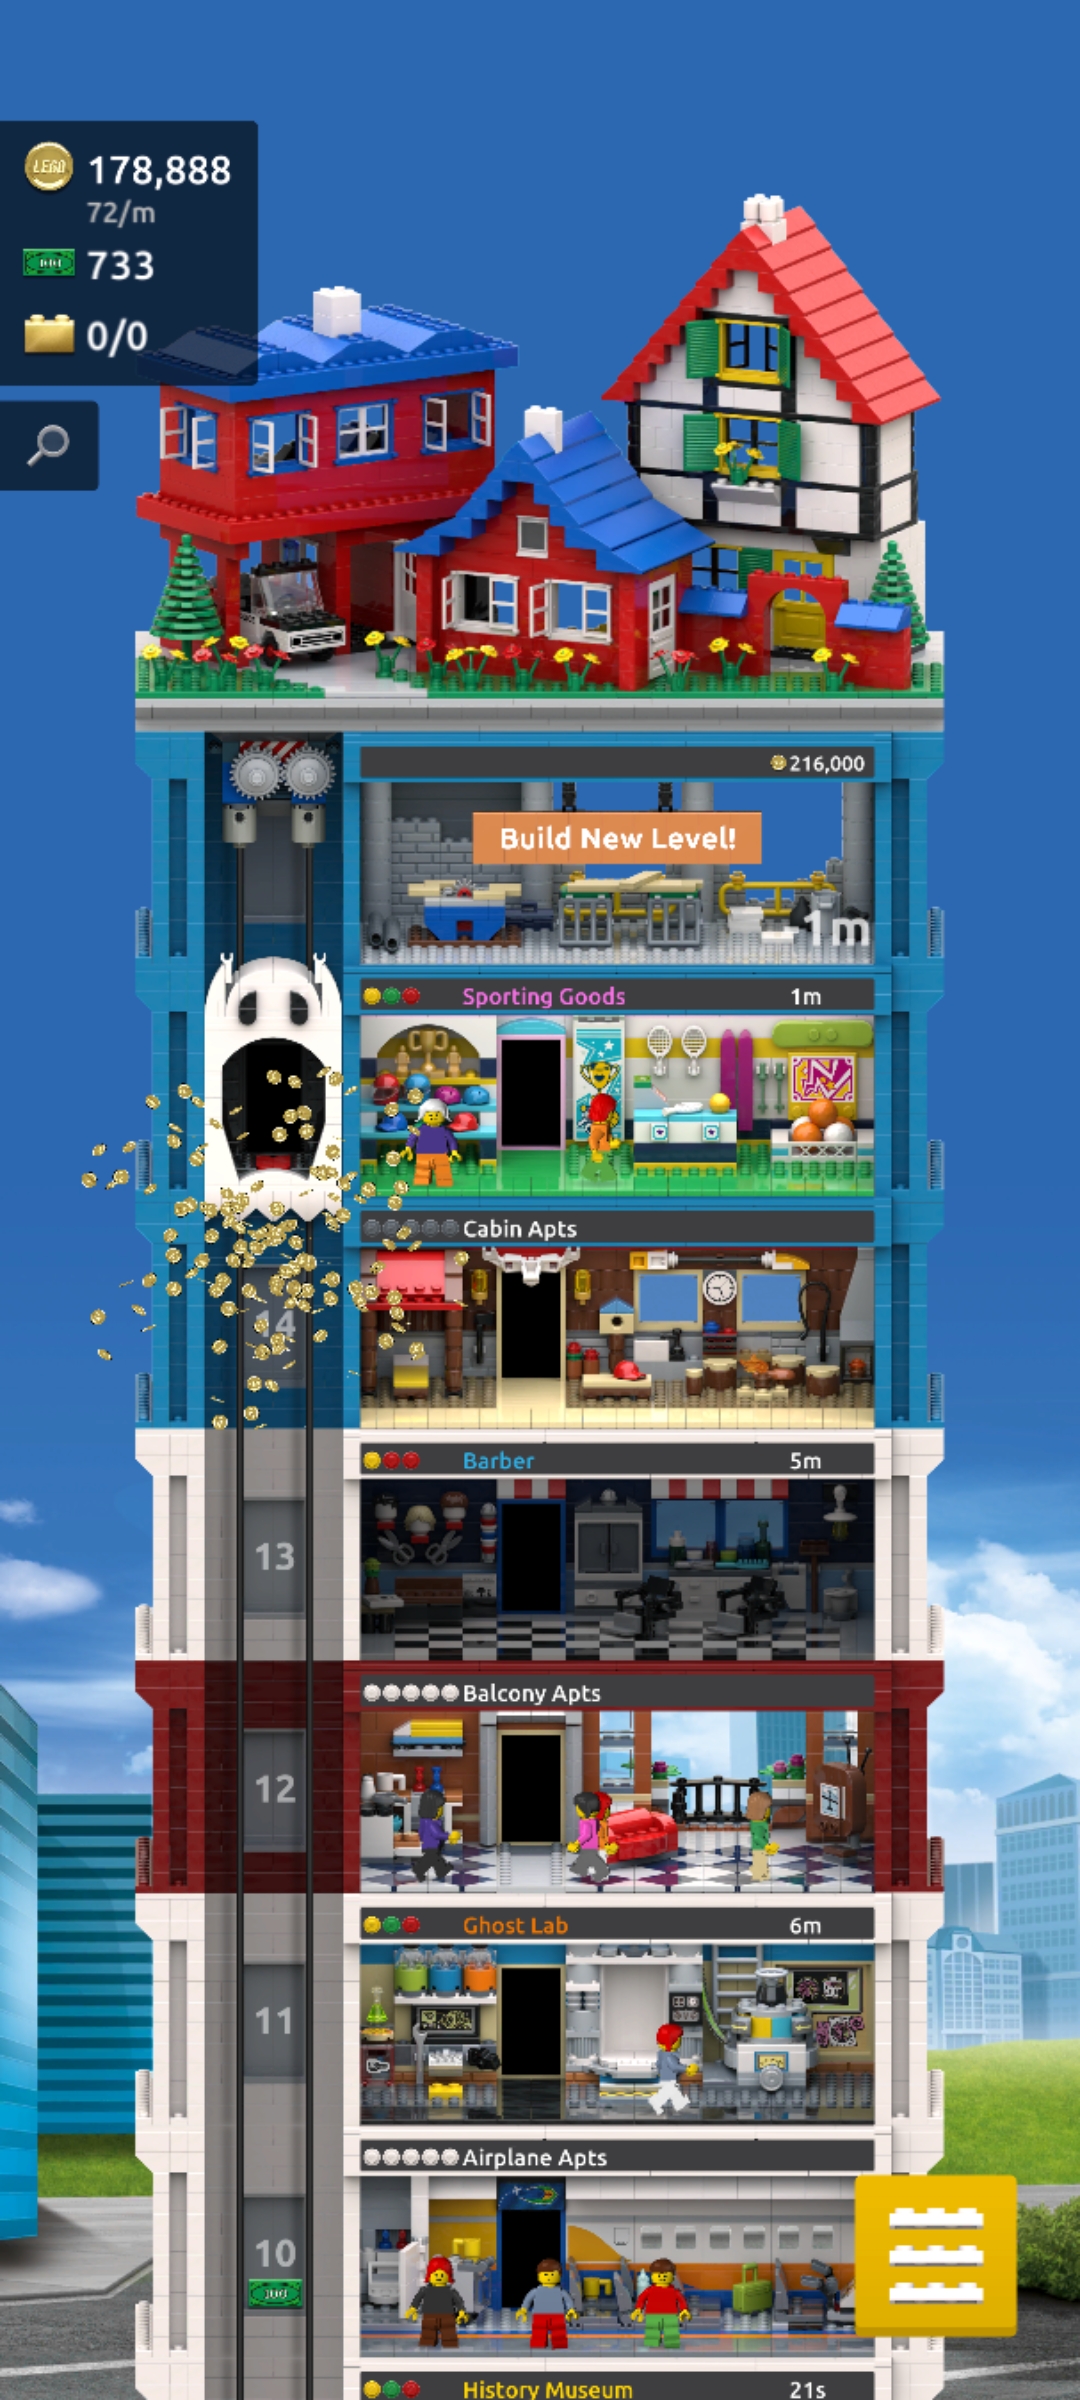 LEGO
178,888
72/m
733
0/0
216,000
Build New Level!
1m
Sporting Goods 1m
Cabin Apts
14
Barber 5m
13
Balcony Apts
12
Ghost Lab 6m
11
Airplane Apts
10
History Museum 21s